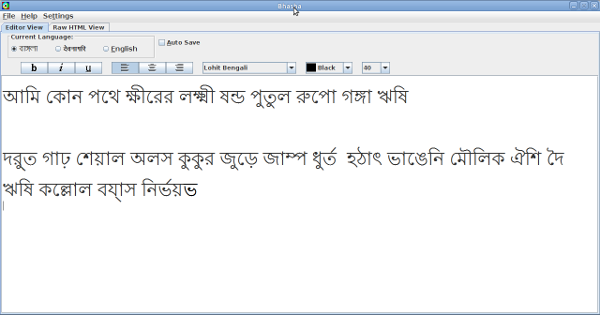 Bhasha
File Help Settings
Editor View Raw HTML View
Current Language:
বাংলা देवनागरी English Auto Save
b i u Lohit Bengali Black 80
আমি কোন পথে ক্ষীরের লক্ষ্মী ষন্ড পুতুল রুপো গঙ্গা ঋষি
দরুত গাঢ় শেয়াল অলস কুকুর জুড়ে জাম্প ধুর্ত হঠাৎ ভাঙেনি মৌলিক ঐশি দৈ
ঋষি কল্লোল ব্যাস নির্ভয়ভ